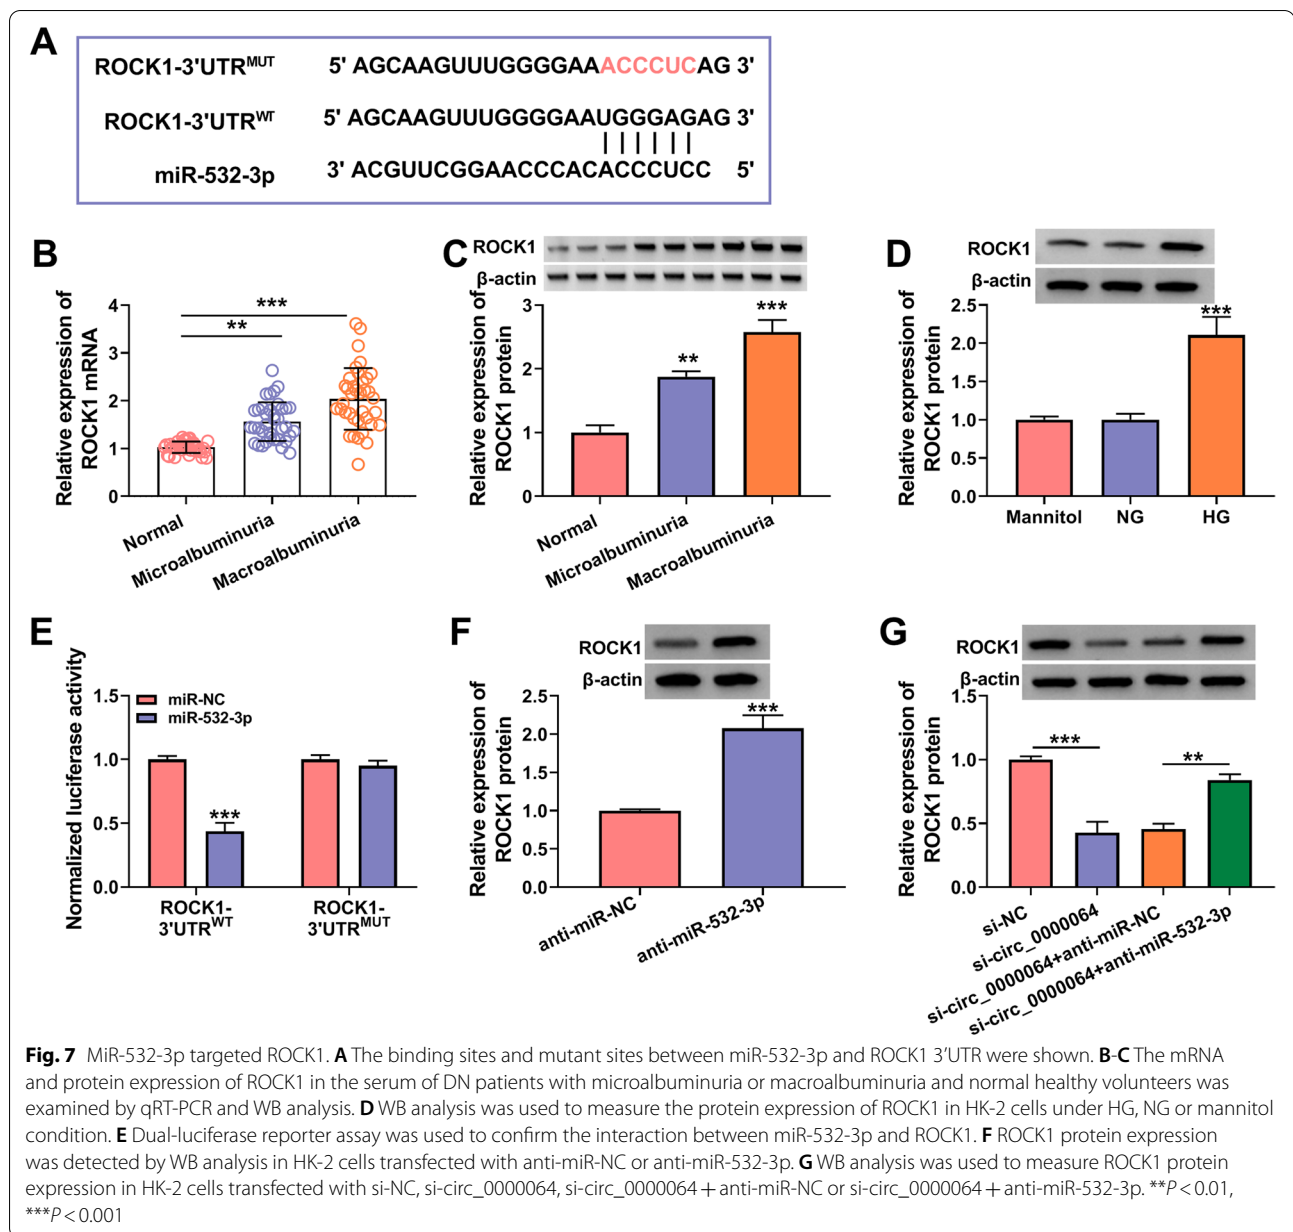 A
ROCK1-3'UTRMUT 5' AGCAAGUUUGGGGAAACCCUCAG 3'
ROCK1-3'UTRWT 5' AGCAAGUUUGGGGAAUGGGAGAG 3'
miR-532-3p 3' ACGUUCGGAACCCACACCCUCC 5'
B
Relative expression of
ROCK1 mRNA
4
3
2
1
0
***
**
Normal
Microalbuminuria
Macroalbuminuria
C
ROCK1
β-actin
Relative expression of
ROCK1 protein
4
3
2
1
0
**
***
Normal
Microalbuminuria
Macroalbuminuria
D
ROCK1
β-actin
Relative expression of
ROCK1 protein
2.5
2.0
1.5
1.0
0.5
0.0
***
Mannitol NG HG
E
Normalized luciferase activity
1.5
1.0
0.5
0.0
miR-NC
miR-532-3p
***
ROCK1-
3'UTRWT
ROCK1-
3'UTRMUT
F
ROCK1
β-actin
Relative expression of
ROCK1 protein
2.5
2.0
1.5
1.0
0.5
0.0
***
anti-miR-NC
anti-miR-532-3p
G
ROCK1
β-actin
Relative expression of
ROCK1 protein
1.5
1.0
0.5
0.0
***
**
si-NC
si-circ_0000064
si-circ_0000064+anti-miR-NC
si-circ_0000064+anti-miR-532-3p
Fig. 7 MiR-532-3p targeted ROCK1. A The binding sites and mutant sites between miR-532-3p and ROCK1 3'UTR were shown. B-C The mRNA
and protein expression of ROCK1 in the serum of DN patients with microalbuminuria or macroalbuminuria and normal healthy volunteers was
examined by qRT-PCR and WB analysis. D WB analysis was used to measure the protein expression of ROCK1 in HK-2 cells under HG, NG or mannitol
condition. E Dual-luciferase reporter assay was used to confirm the interaction between miR-532-3p and ROCK1. F ROCK1 protein expression
was detected by WB analysis in HK-2 cells transfected with anti-miR-NC or anti-miR-532-3p. G WB analysis was used to measure ROCK1 protein
expression in HK-2 cells transfected with si-NC, si-circ_0000064, si-circ_0000064 + anti-miR-NC or si-circ_0000064 + anti-miR-532-3p. **P < 0.01,
***P < 0.001